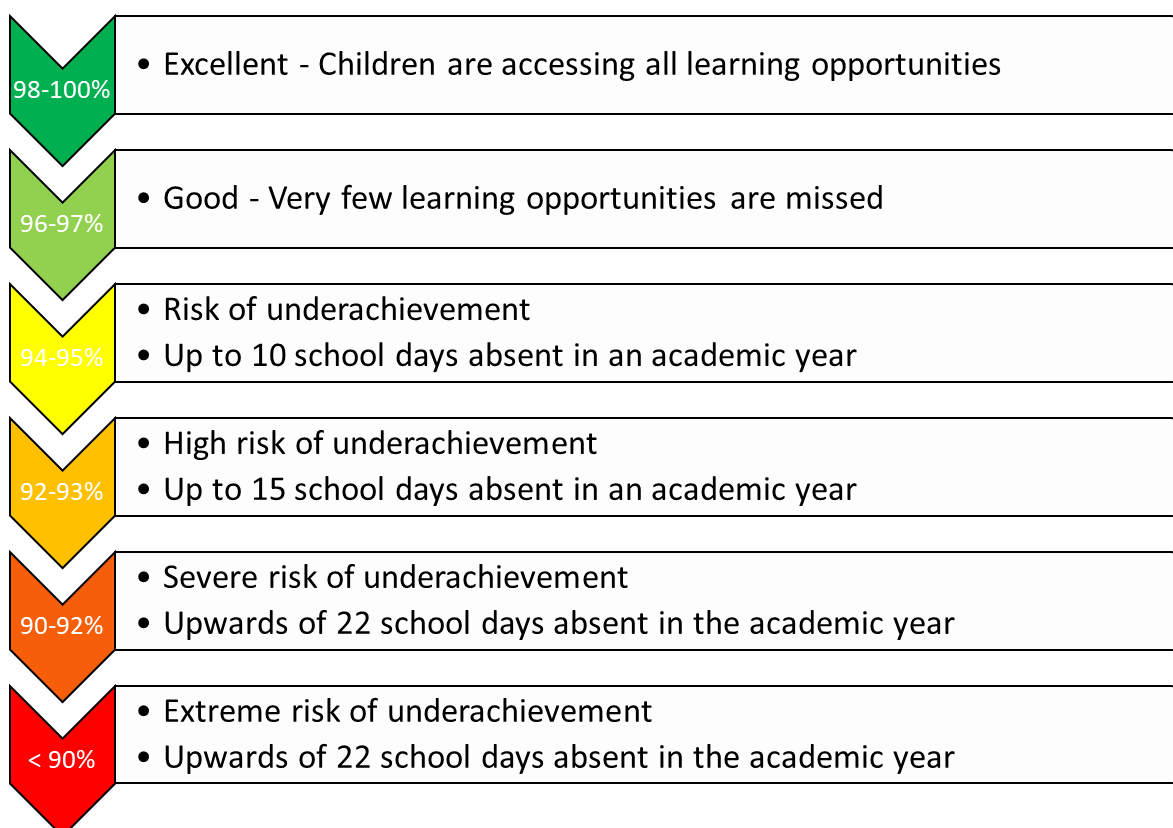 98-100%
• Excellent - Children are accessing all learning opportunities
96-97%
• Good - Very few learning opportunities are missed
94-95%
• Risk of underachievement
• Up to 10 school days absent in an academic year
92-93%
• High risk of underachievement
• Up to 15 school days absent in an academic year
90-92%
• Severe risk of underachievement
• Upwards of 22 school days absent in the academic year
< 90%
• Extreme risk of underachievement
• Upwards of 22 school days absent in the academic year